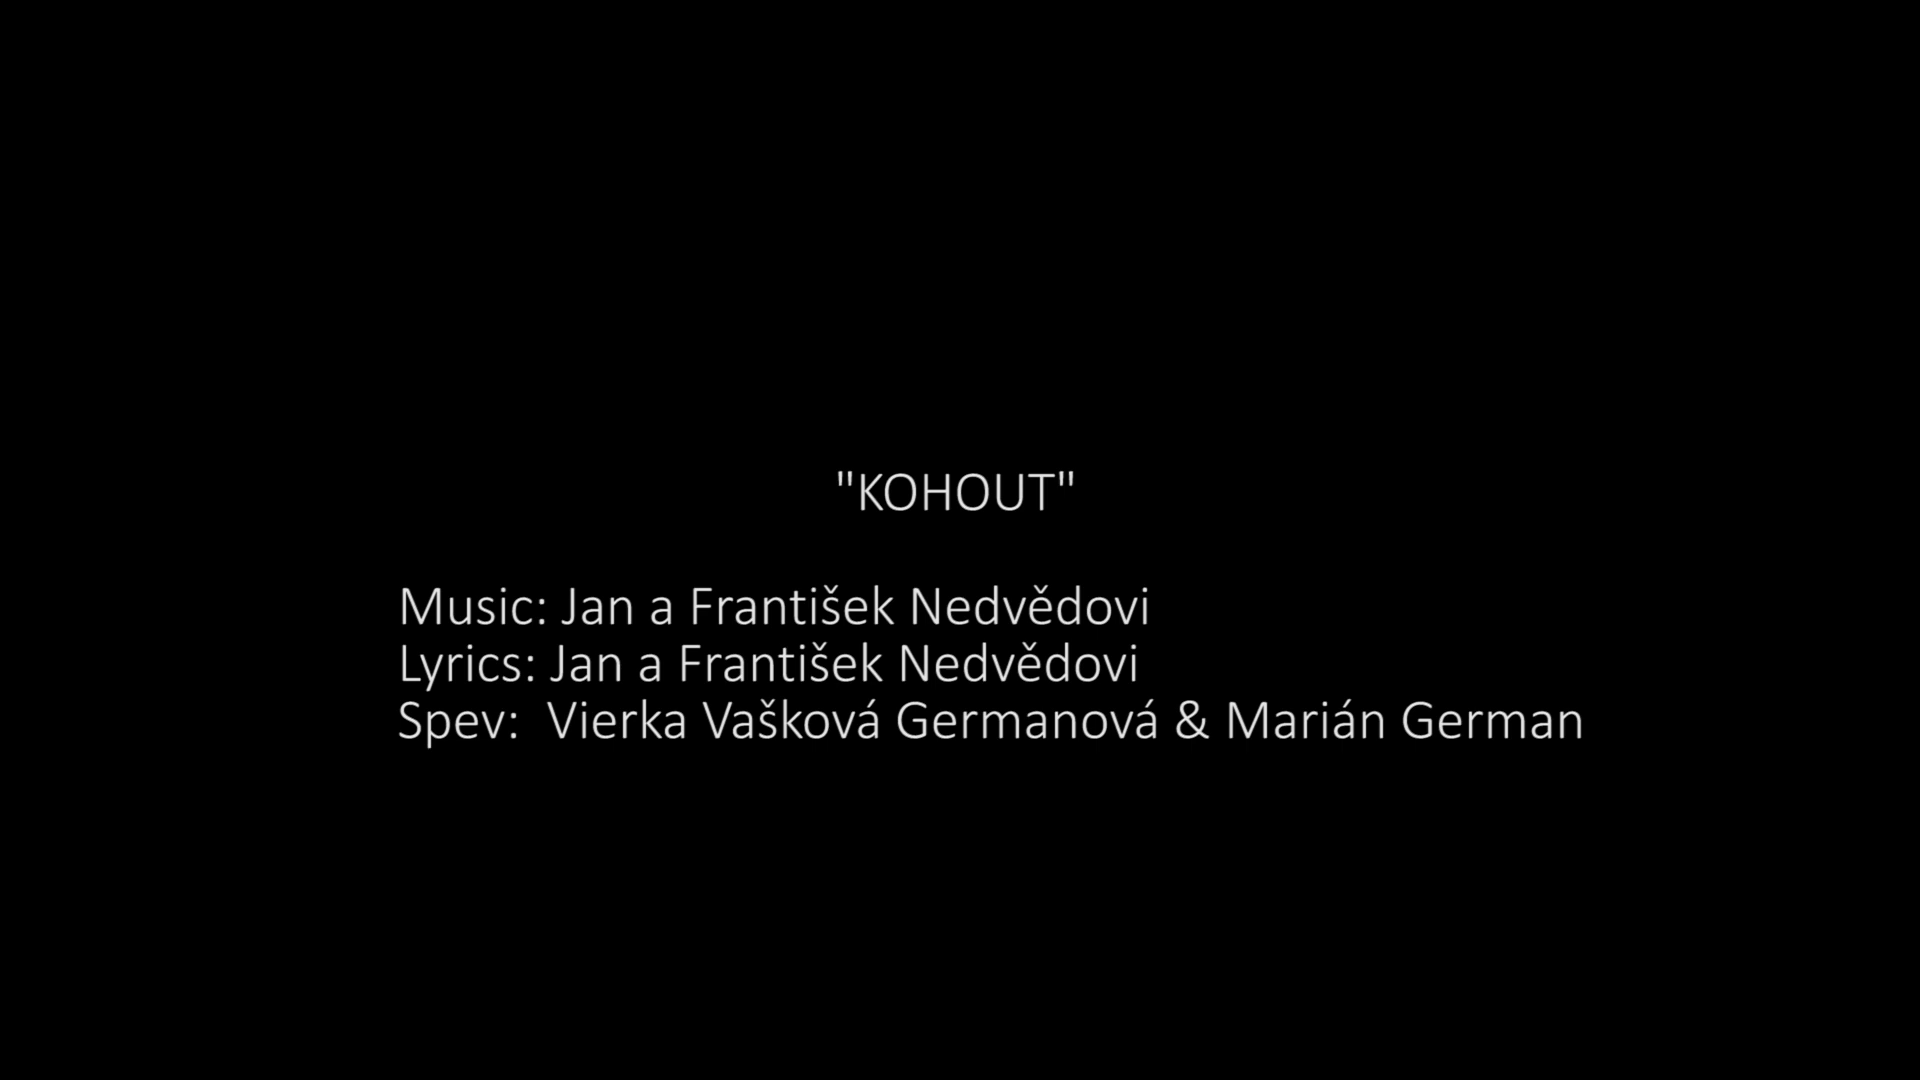 "KOHOUT"
Music: Jan a František Nedvědovi
Lyrics: Jan a František Nedvědovi
Spev:  Vierka Vašková Germanová & Marián German